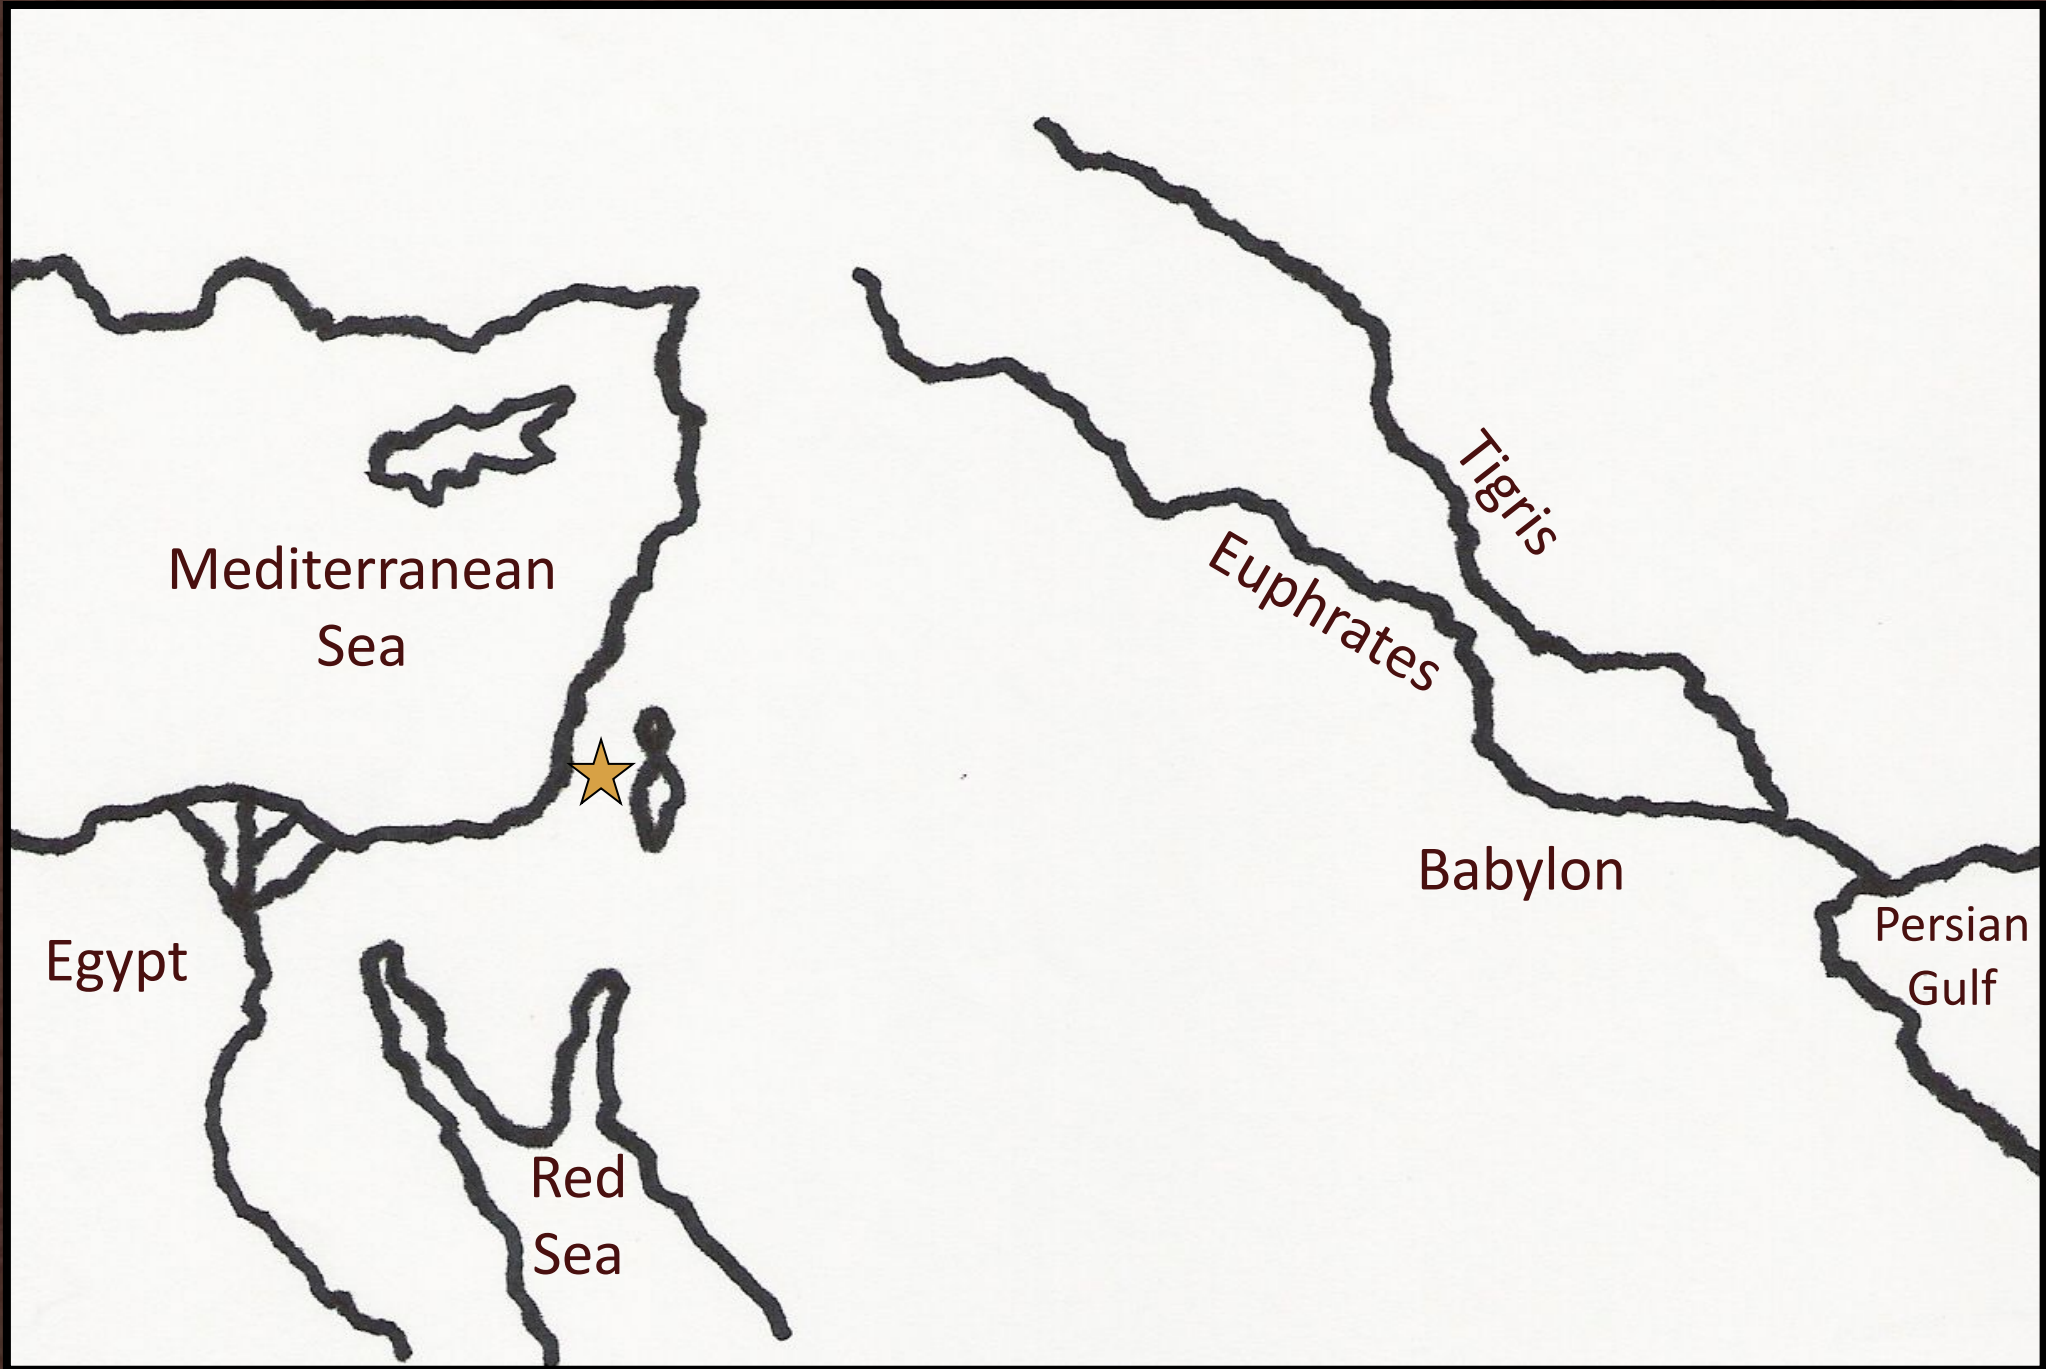 Tigris
Euphrates
Mediterranean
Sea
Babylon
Persian
Gulf
Egypt
Red
Sea